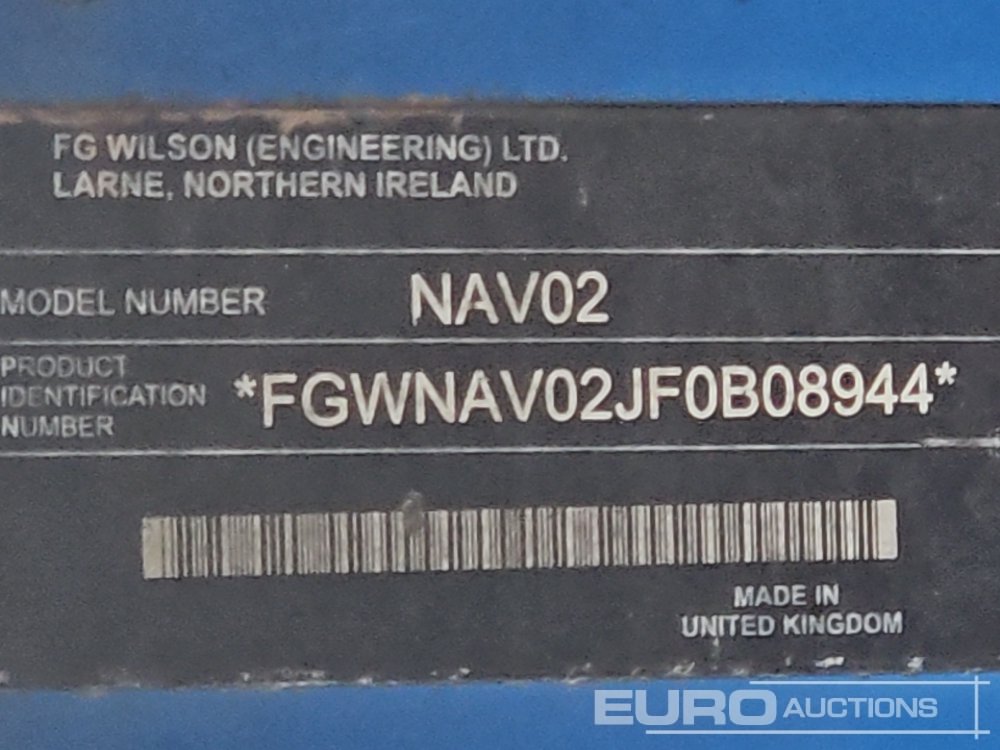 FG WILSON (ENGINEERING) LTD.
LARNE, NORTHERN IRELAND
MODEL NUMBER NAV02
PRODUCT
IDENTIFICATION
NUMBER
*FGWNAV02JF0B08944*
MADE IN
UNITED KINGDOM
EURO AUCTIONS